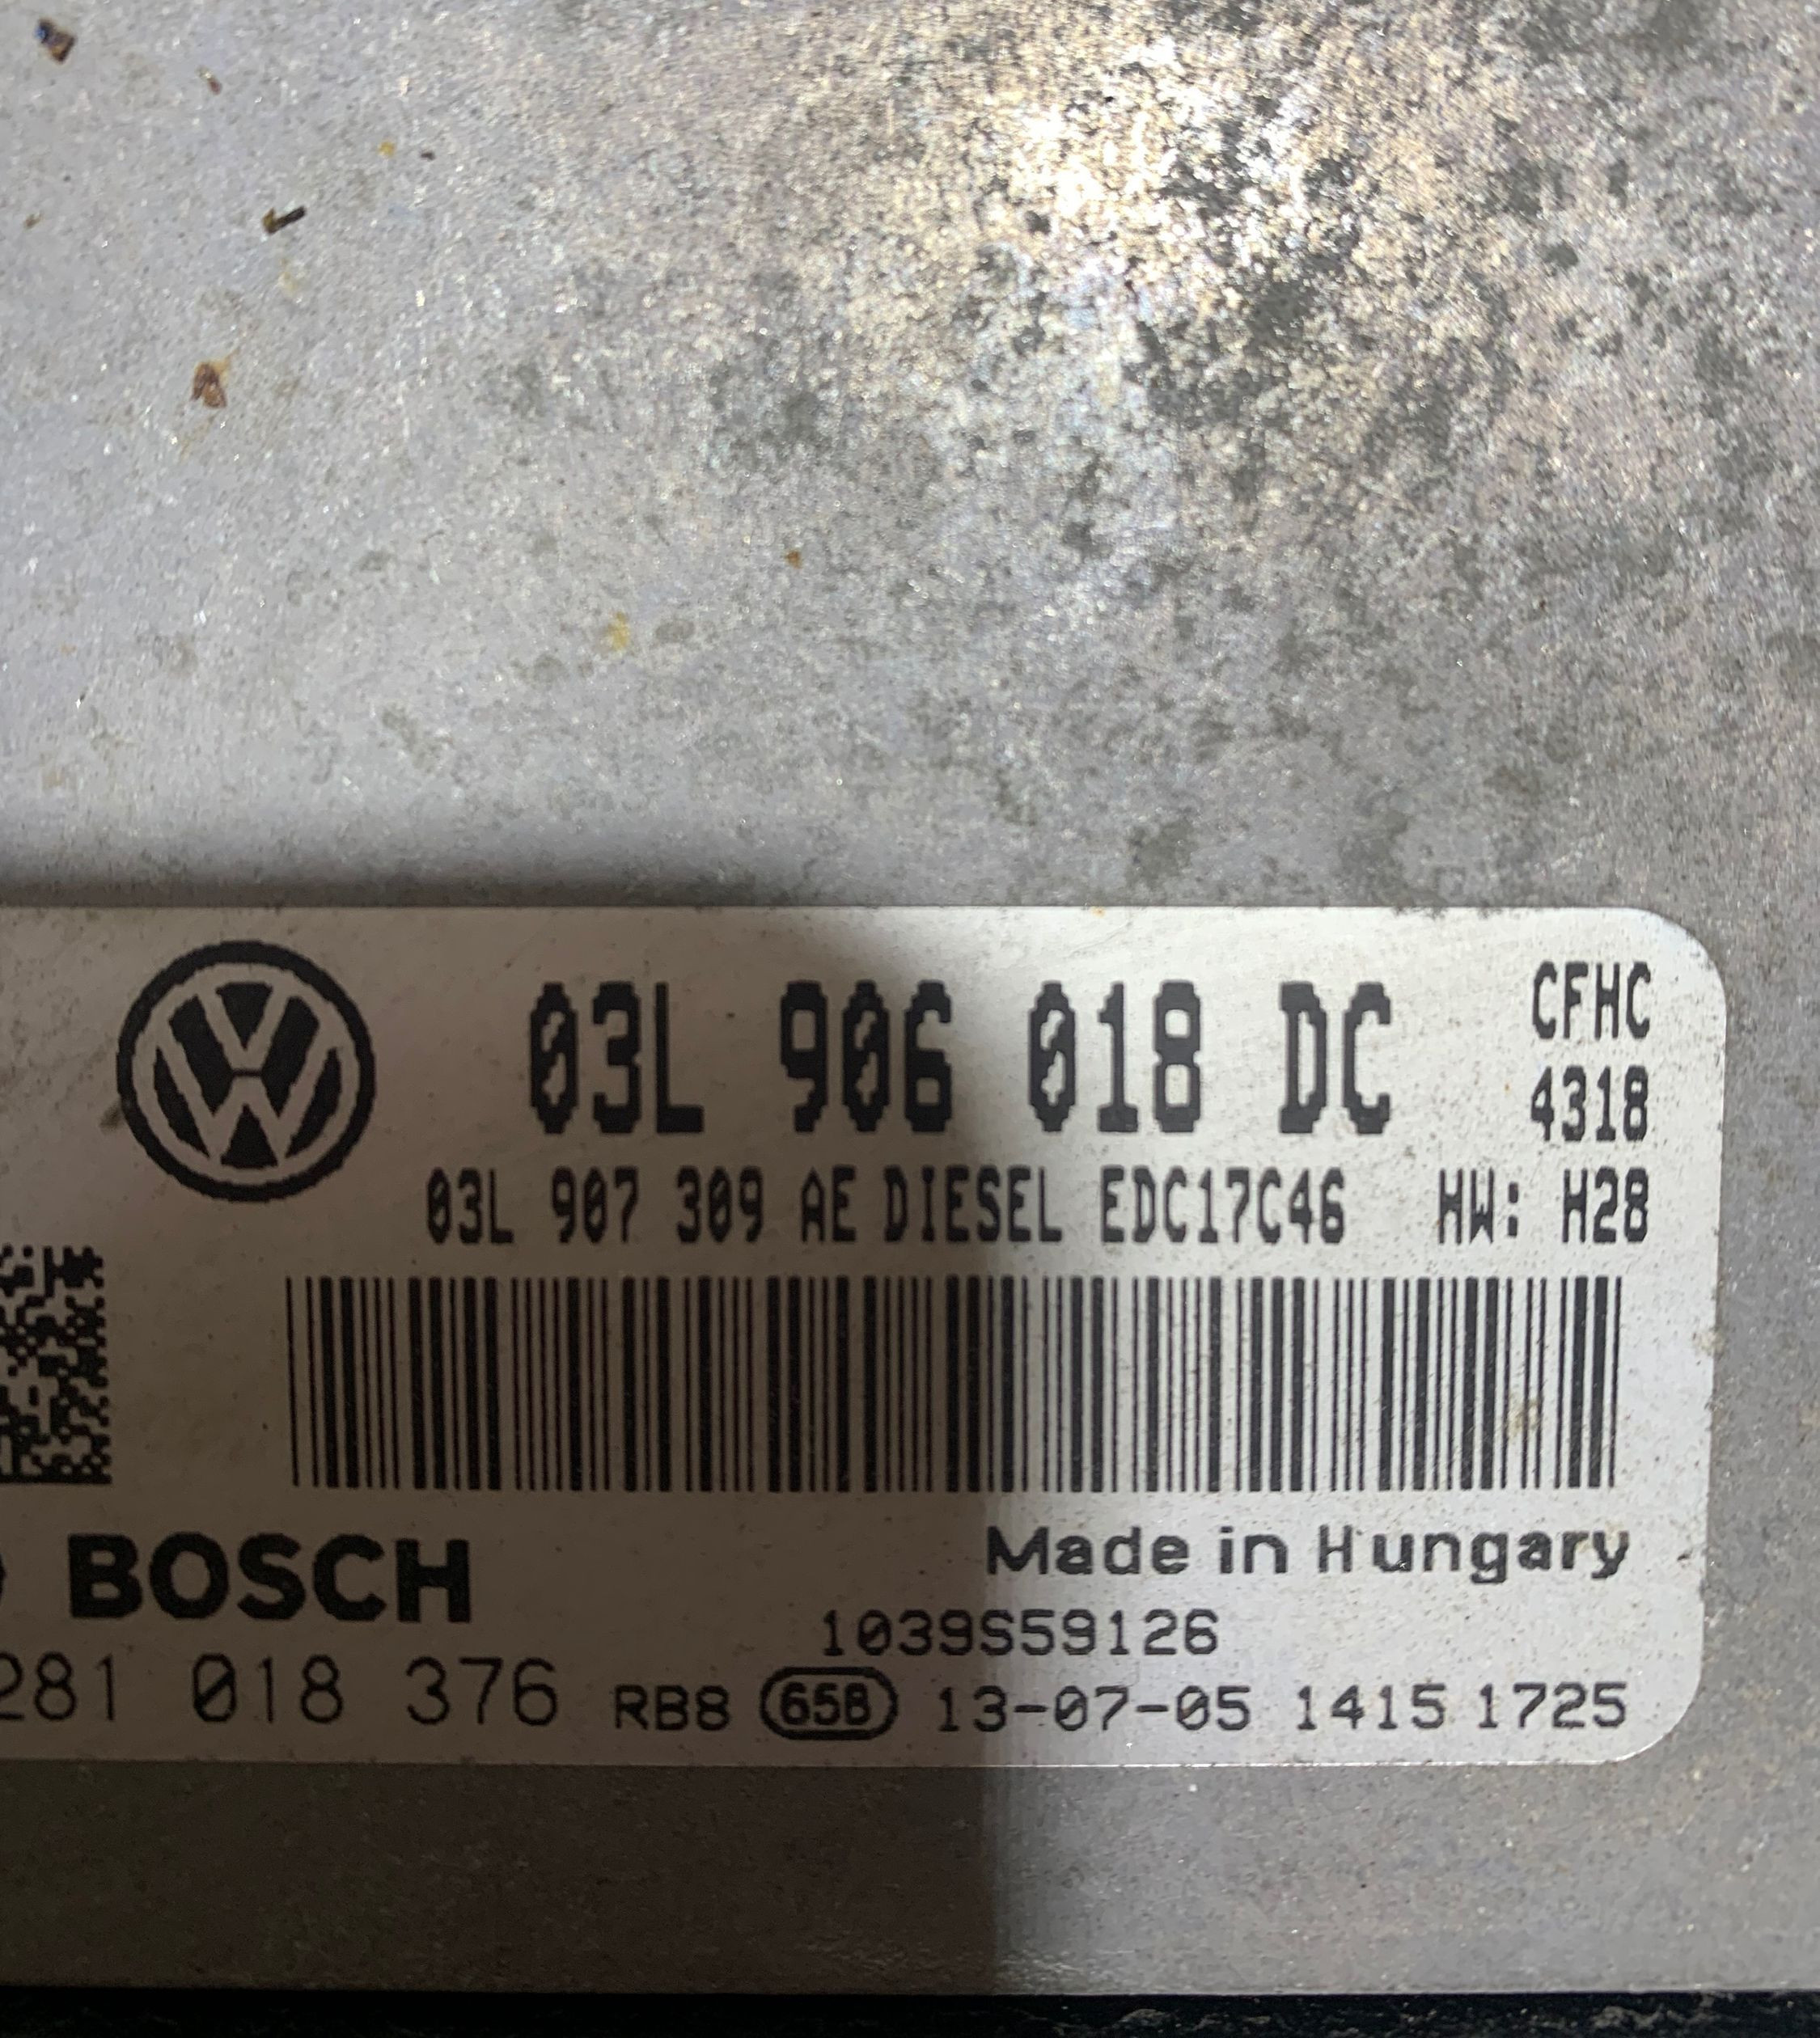 03L 906 018 DC CFHC
4318
03L 907 309 AE DIESEL EDC17C46 HW: H28
BOSCH
Made in Hungary
1039S59126
281 018 376 RB8 65B 13-07-05 1415 1725